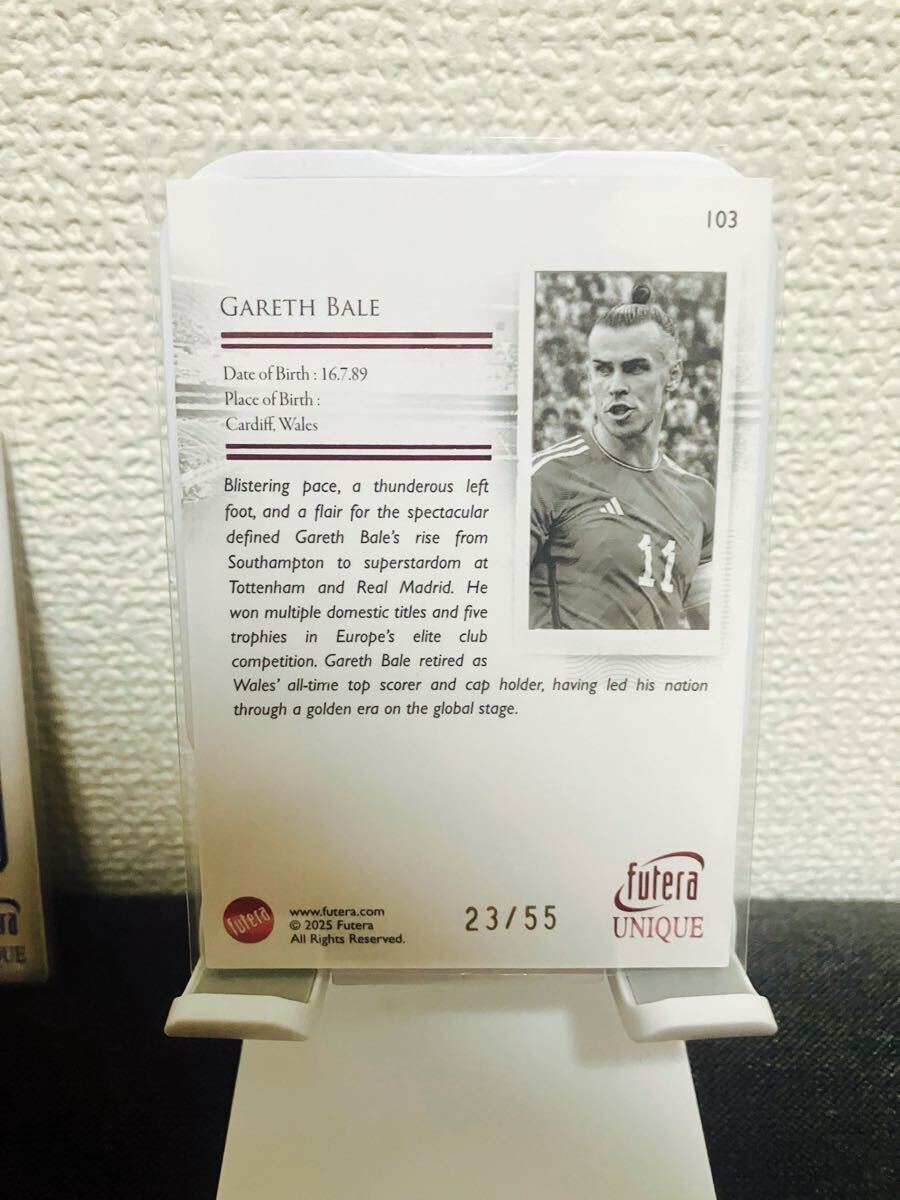 103
GARETH BALE
Date of Birth : 16.7.89
Place of Birth :
Cardiff, Wales
Blistering pace, a thunderous left
foot, and a flair for the spectacular
defined Gareth Bale's rise from
Southampton to superstardom at
Tottenham and Real Madrid. He
won multiple domestic titles and five
trophies in Europe's elite club
competition. Gareth Bale retired as
Wales' all-time top scorer and cap holder, having led his nation
through a golden era on the global stage.
11
futera
www.futera.com
© 2025 Futera
All Rights Reserved.
23/55
futera
UNIQUE